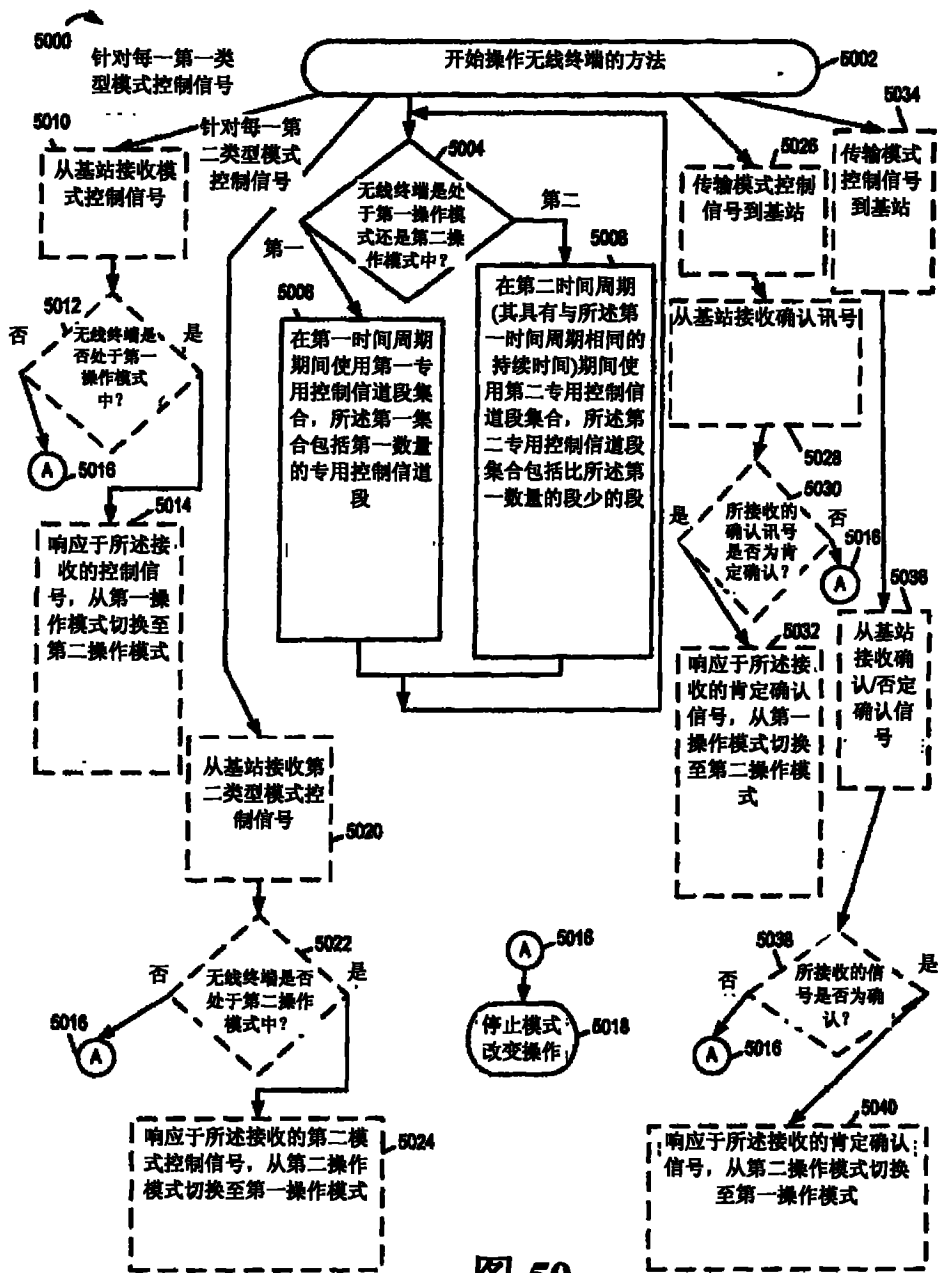 5000
针对每一第一类
型模式控制信号
开始操作无线终端的方法
5002
5010
从基站接收模
式控制信号
针对每一第
二类型模式
控制信号
5004
无线终端是处
于第一操作模
式还是第二操
作模式中?
第一
第二
5026
传输模式控制
信号到基站
5034
传输模式
控制信号
到基站
5012
无线终端是
否处于第一
操作模式
中?
否
是
A
5016
5006
在第一时间周期
期间使用第一专
用控制信道段集
合，所述第一集
合包括第一数量
的专用控制信道
段
5008
在第二时间周期
(其具有与所述第
一时间周期相同的
持续时间)期间使
用第二专用控制信
道段集合，所述第
二专用控制信道段
集合包括比所述第
一数量的段少的段
从基站接收确认讯号
5028
5030
所接收的
确认讯号
是否为肯
定确认?
是
否
5016
A
5014
响应于所述接
收的控制信
号，从第一操
作模式切换至
第二操作模式
5032
响应于所述接
收的肯定确认
信号，从第一
操作模式切换
至第二操作模
式
5036
从基站
接收确
认/否定
确认信
号
从基站接收第
二类型模式控
制信号
5020
5022
无线终端是否
处于第二操作
模式中?
否
是
5016
A
A
5016
停止模式
改变操作
5018
5038
所接收的信
号是否为确
认?
否
是
A
5016
响应于所述接收的第二模
式控制信号，从第二操作
模式切换至第一操作模式
5024
5040
响应于所述接收的肯定确认
信号，从第二操作模式切换
至第一操作模式
图 50